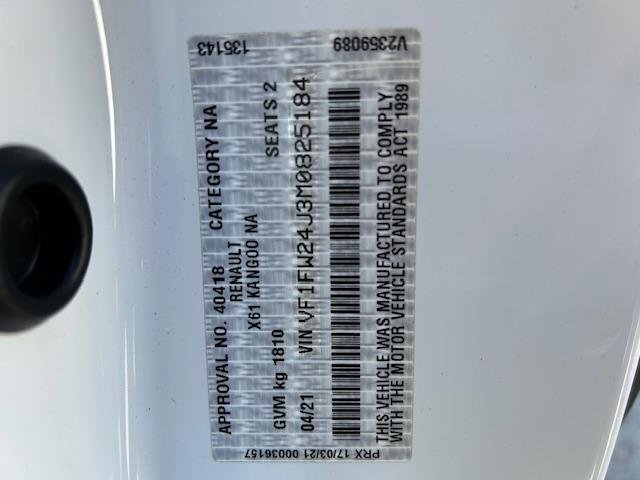 135143 V2359089
APPROVAL NO. 40418 CATEGORY NA
RENAULT
X61 KANGOO NA
GVM kg 1810 SEATS 2
04/21 VIN VF1FW24J3M0825184
THIS VEHICLE WAS MANUFACTURED TO COMPLY
WITH THE MOTOR VEHICLE STANDARDS ACT 1989
PRX 17/03/21 00036157